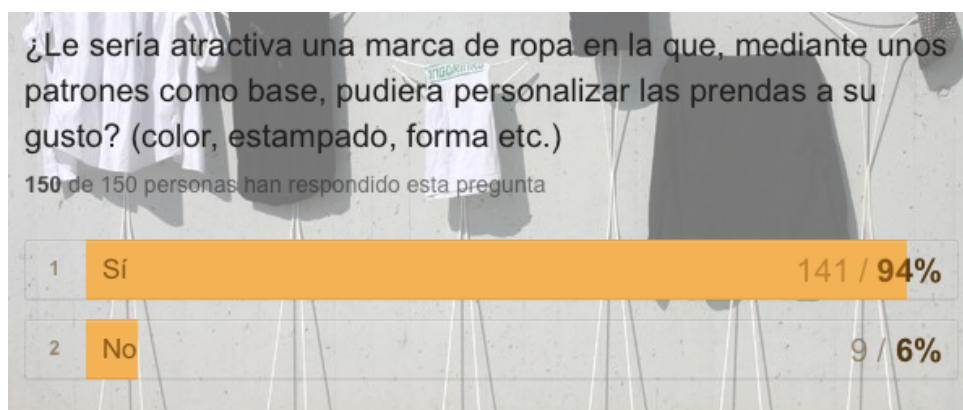 ¿Le sería atractiva una marca de ropa en la que, mediante unos
patrones como base, pudiera personalizar las prendas a su
gusto? (color, estampado, forma etc.)
150 de 150 personas han respondido esta pregunta
1 Sí 141 / 94%
2 No 9 / 6%